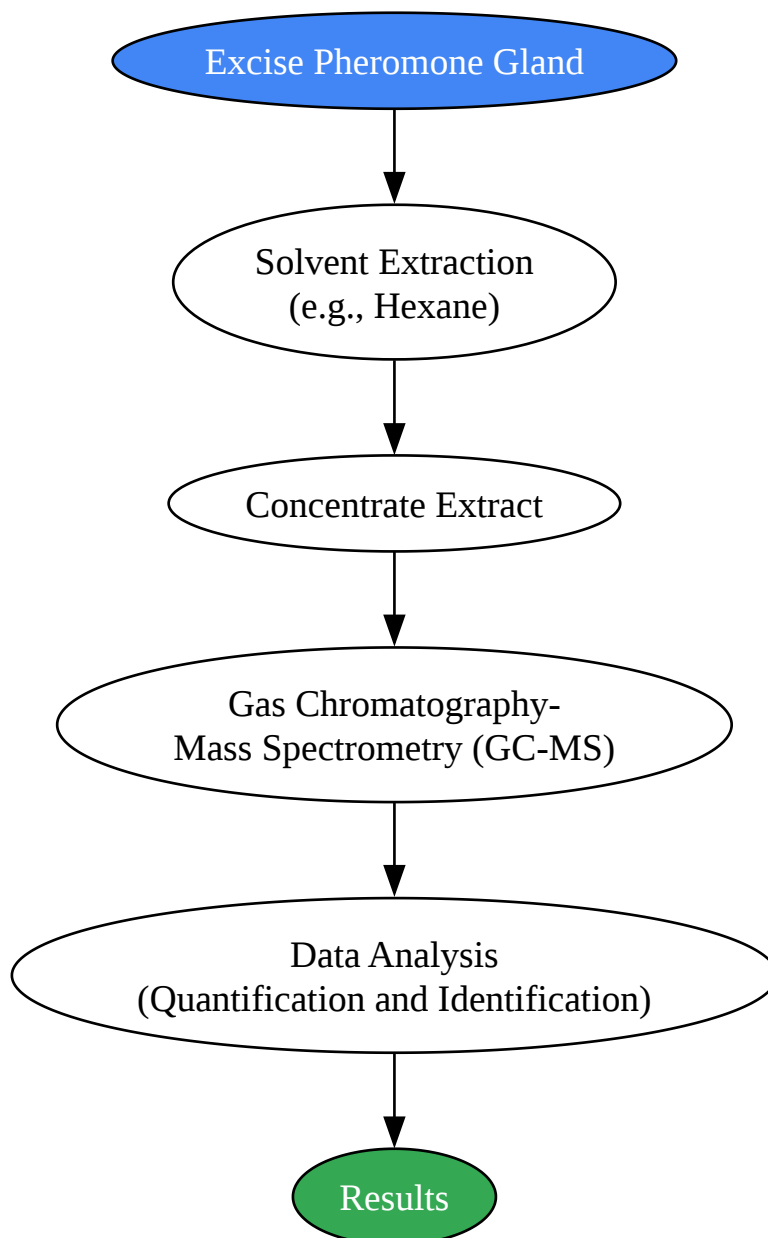 Excise Pheromone Gland
Solvent Extraction
(e.g., Hexane)
Concentrate Extract
Gas Chromatography-
Mass Spectrometry (GC-MS)
Data Analysis
(Quantification and Identification)
Results